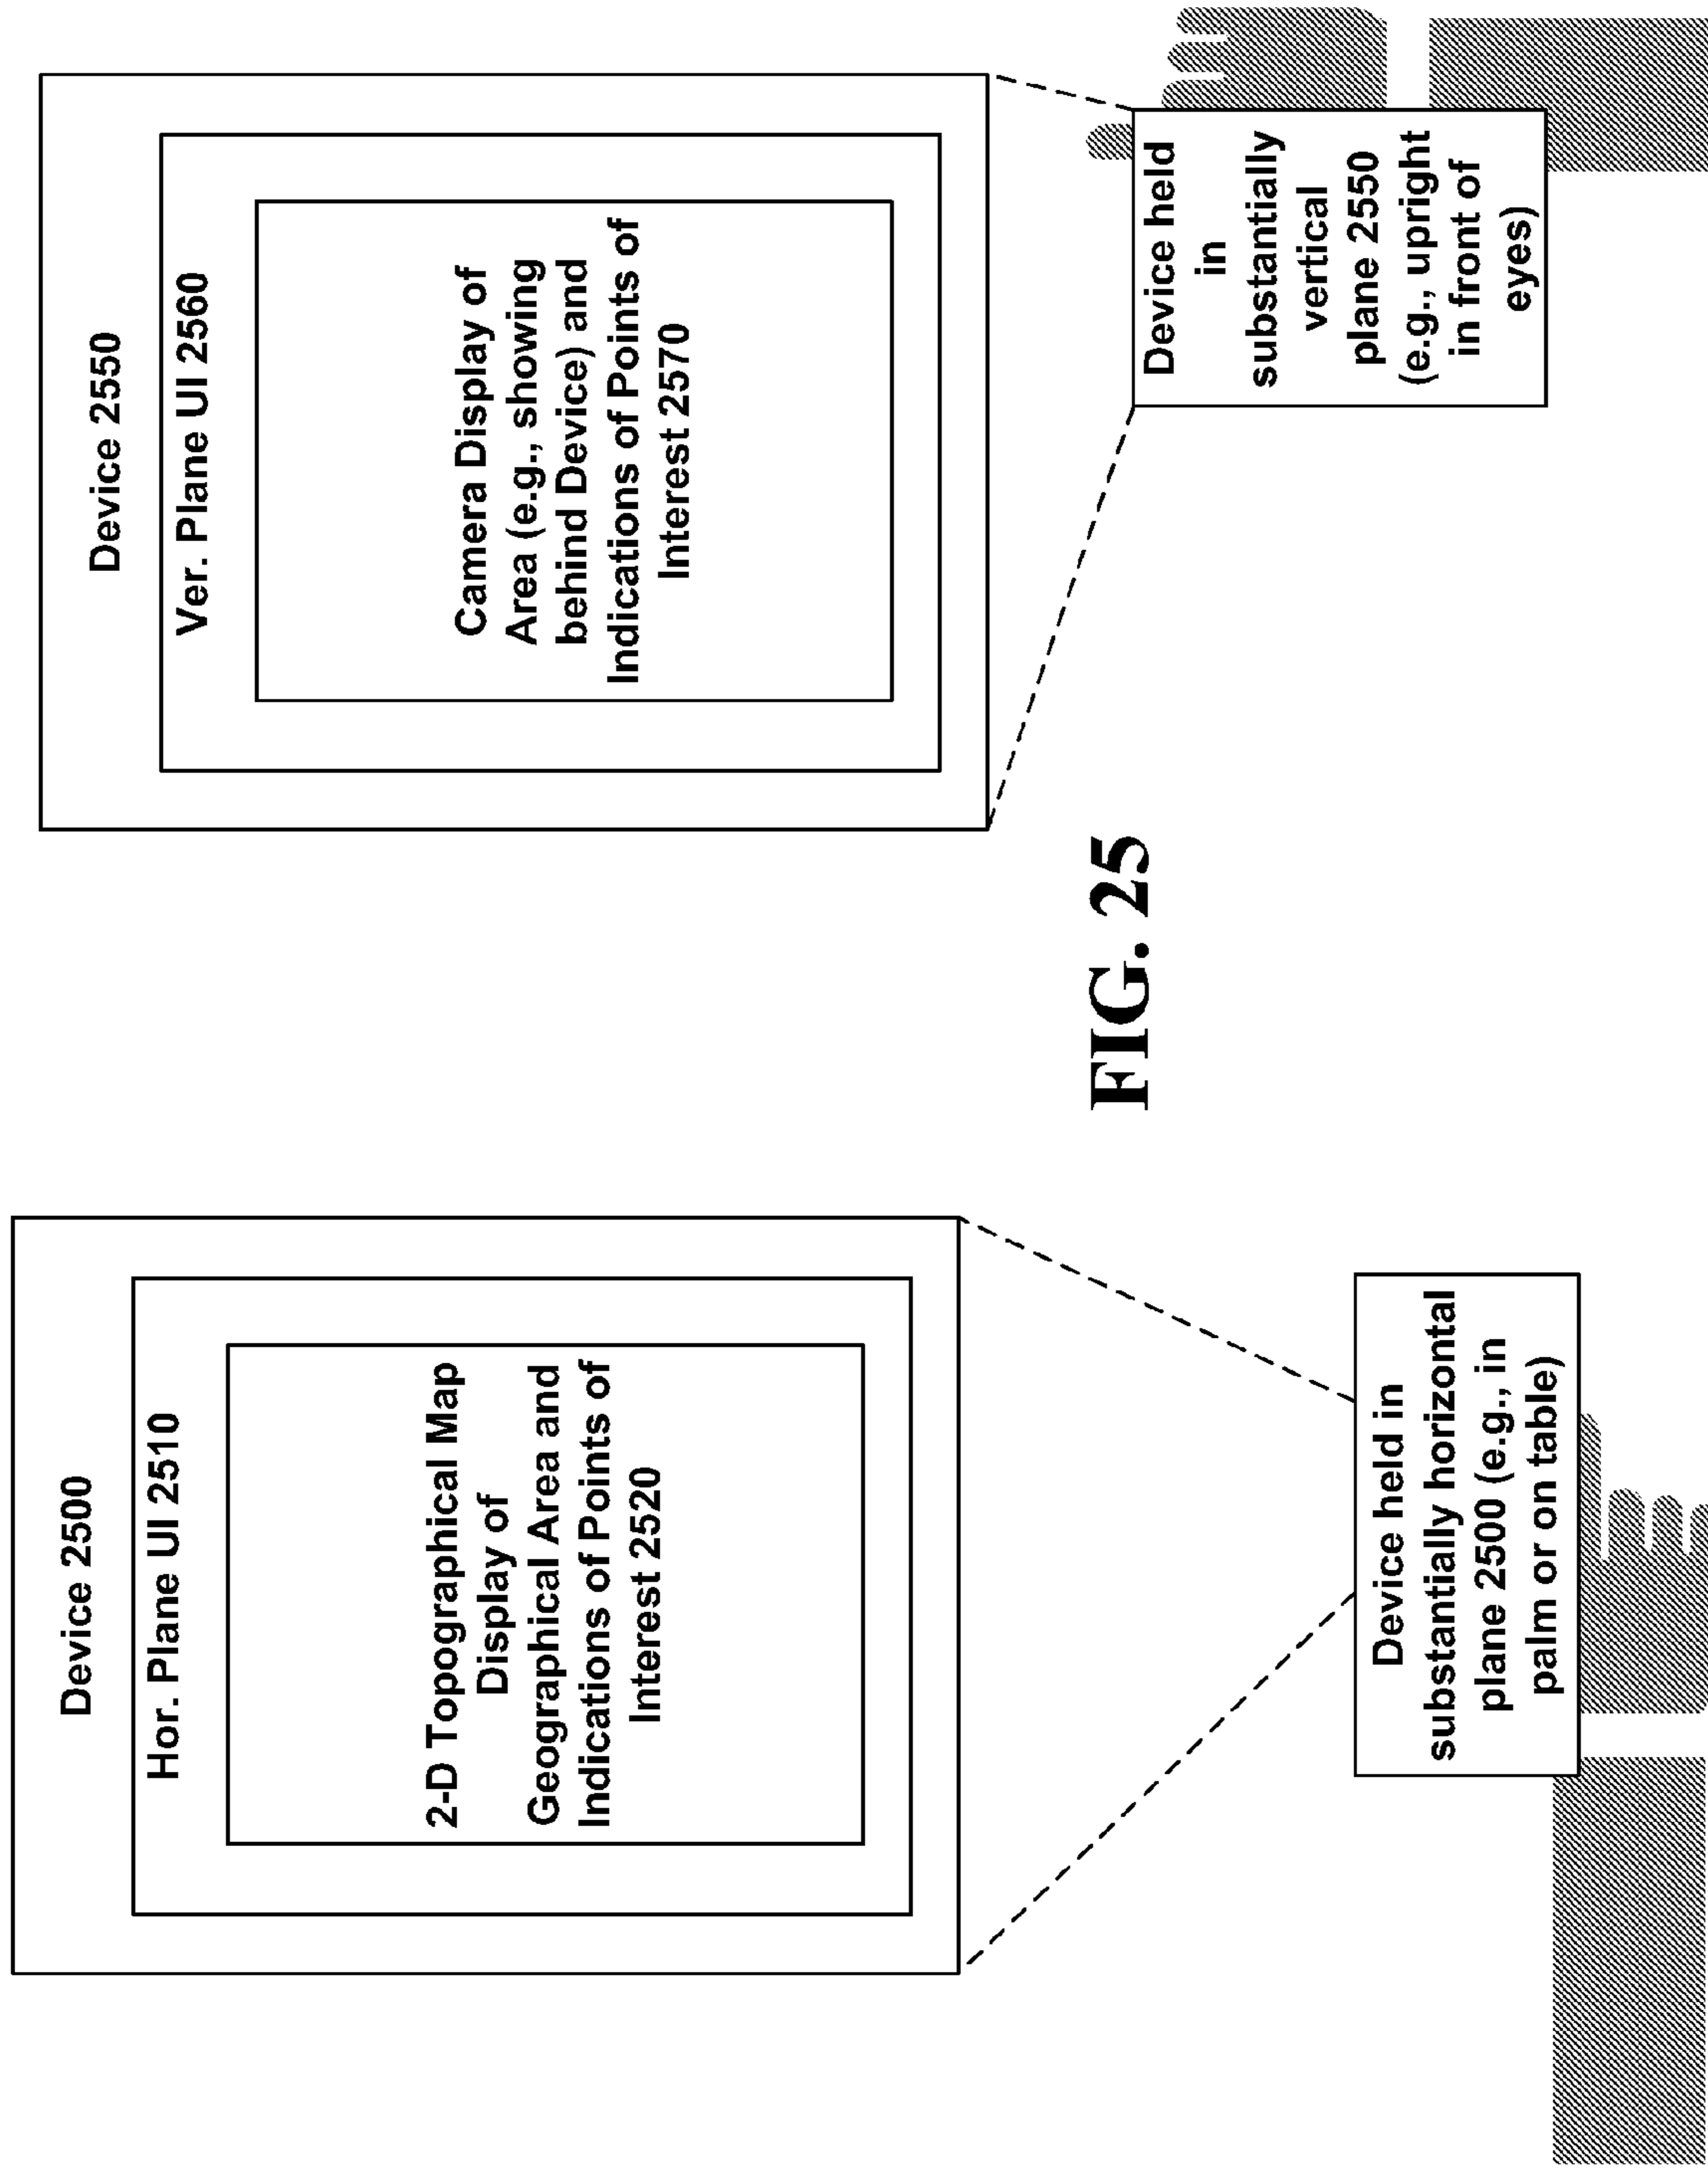 Device 2500
Hor. Plane UI 2510
2-D Topographical Map
Display of
Geographical Area and
Indications of Points of
Interest 2520
Device held in
substantially horizontal
plane 2500 (e.g., in
palm or on table)
Device 2550
Ver. Plane UI 2560
Camera Display of
Area (e.g., showing
behind Device) and
Indications of Points of
Interest 2570
Device held
in
substantially
vertical
plane 2550
(e.g., upright
in front of
eyes)
FIG. 25